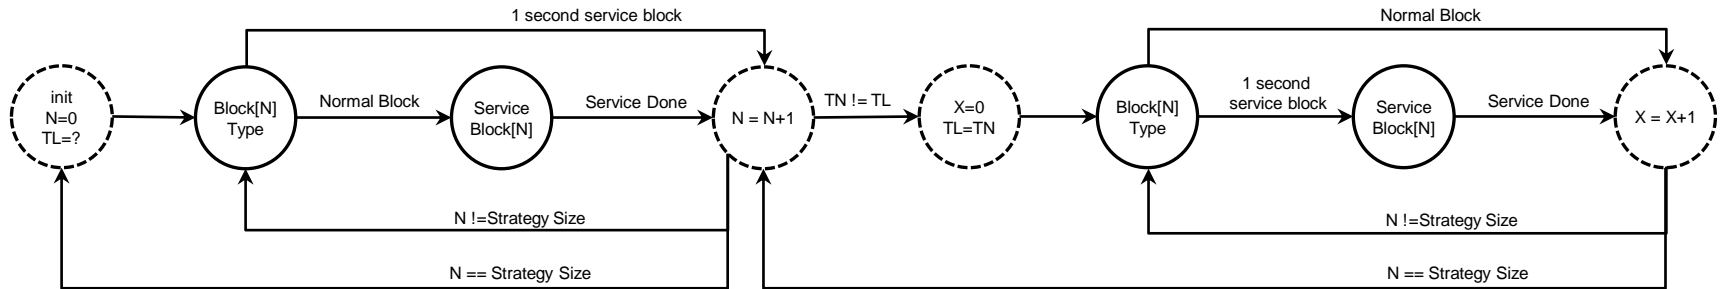 1 second service block
Normal Block
init
N=0
TL=?
Block[N]
Type
Normal Block
Service
Block[N]
Service Done
N = N+1
TN != TL
X=0
TL=TN
Block[N]
Type
1 second
service block
Service
Block[N]
Service Done
X = X+1
N !=Strategy Size
N !=Strategy Size
N == Strategy Size
N == Strategy Size